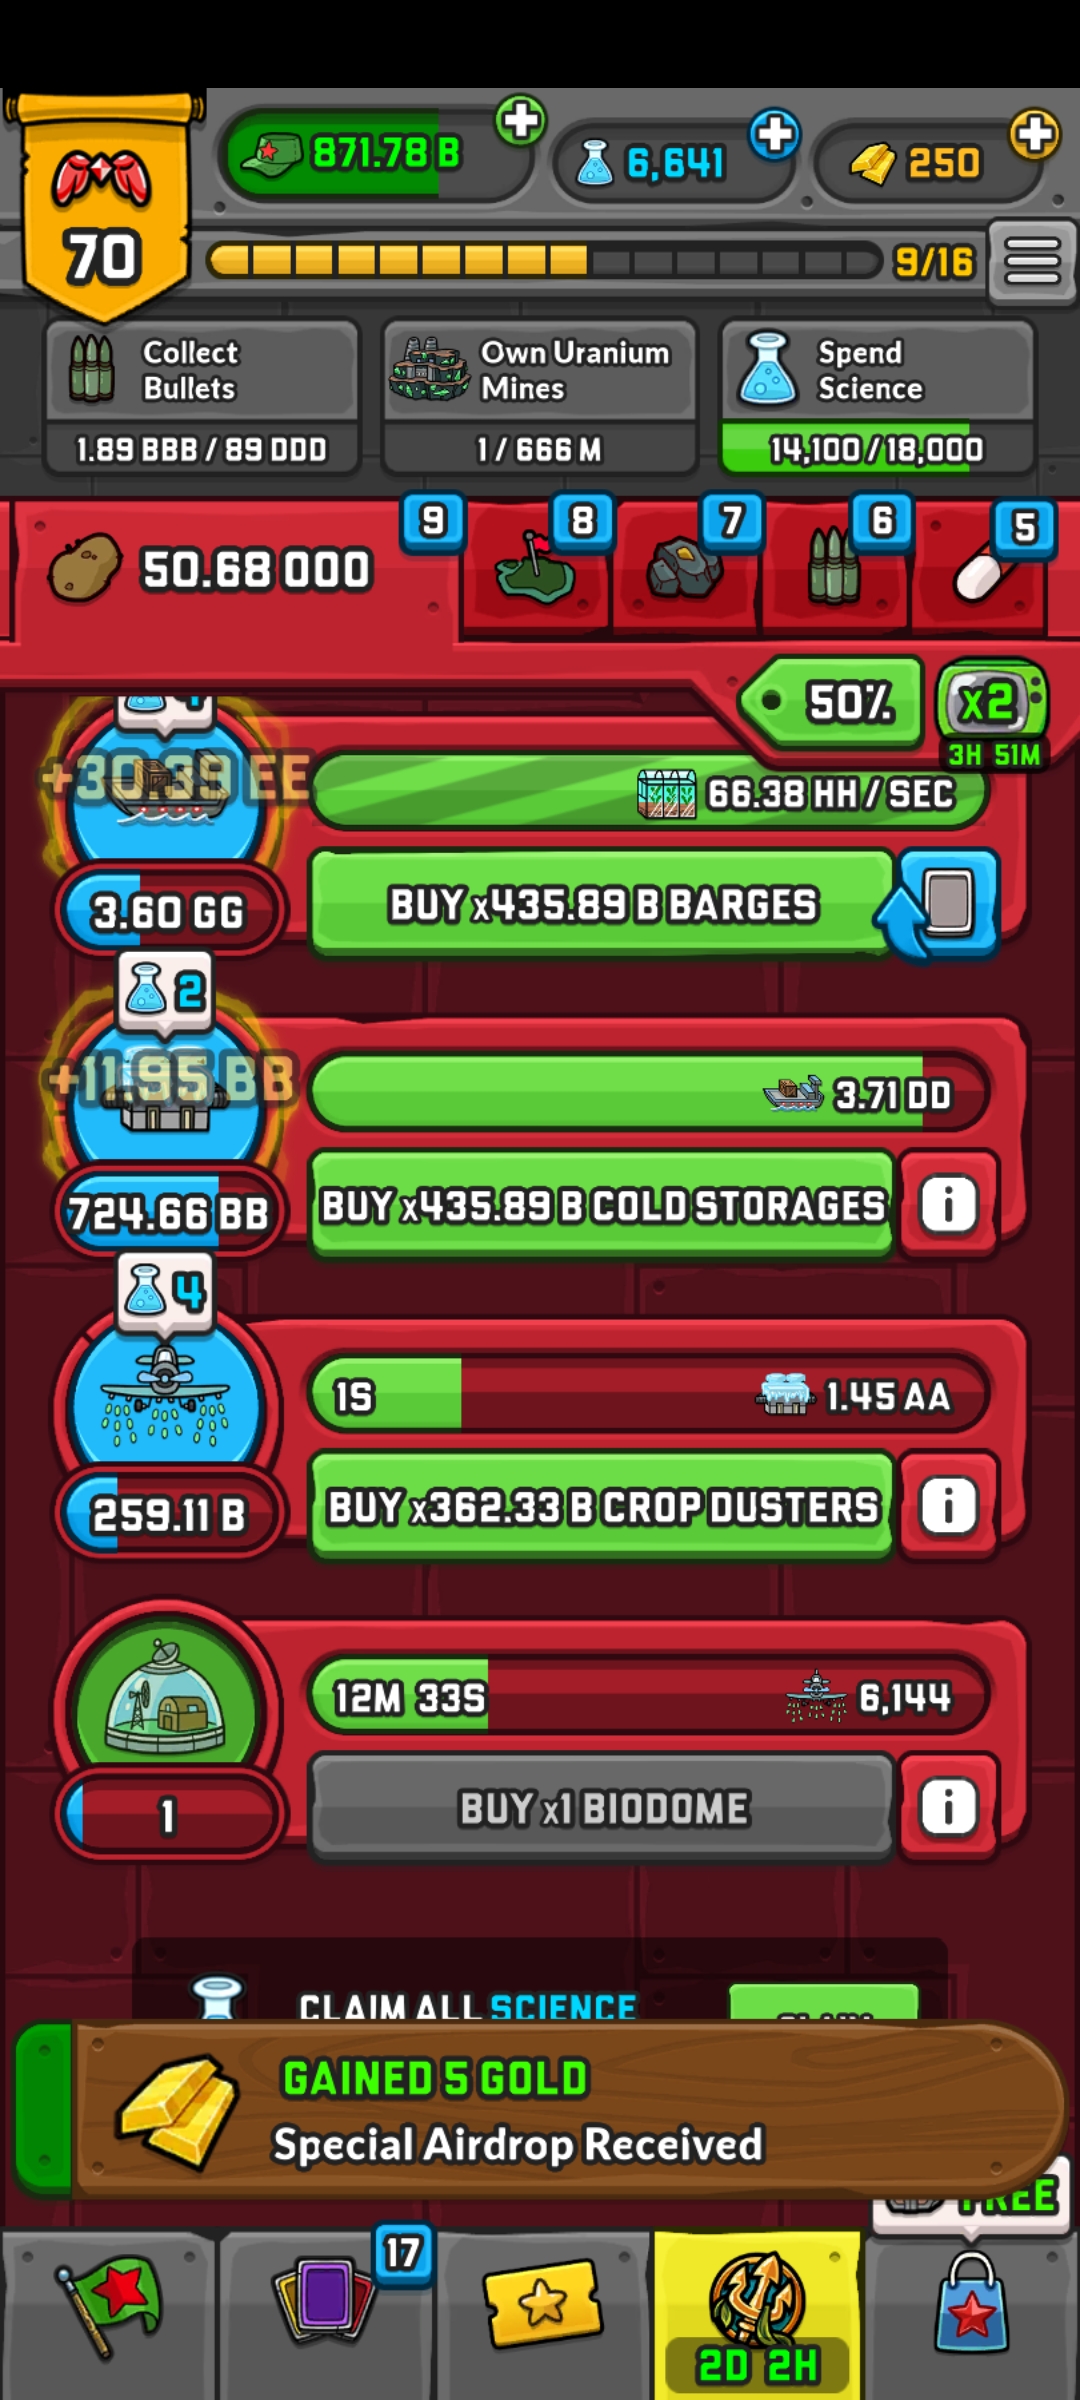 871.78 B
6,641
250
70
9/16
Collect
Bullets
Own Uranium
Mines
Spend
Science
1.89 BBB / 89 DDD
1 / 666 M
14,100 / 18,000
50.68 OOO
9
8
7
6
5
50%
x2
3H 51M
+30.39 EE
66.38 HH / SEC
3.60 GG
BUY x435.89 B BARGES
2
+11.95 BB
3.71 DD
724.66 BB
BUY x435.89 B COLD STORAGES
4
1S
1.45 AA
259.11 B
BUY x362.33 B CROP DUSTERS
12M 33S
6,144
1
BUY x1 BIODOME
CLAIM ALL SCIENCE
GAINED 5 GOLD
Special Airdrop Received
FREE
17
2D 2H